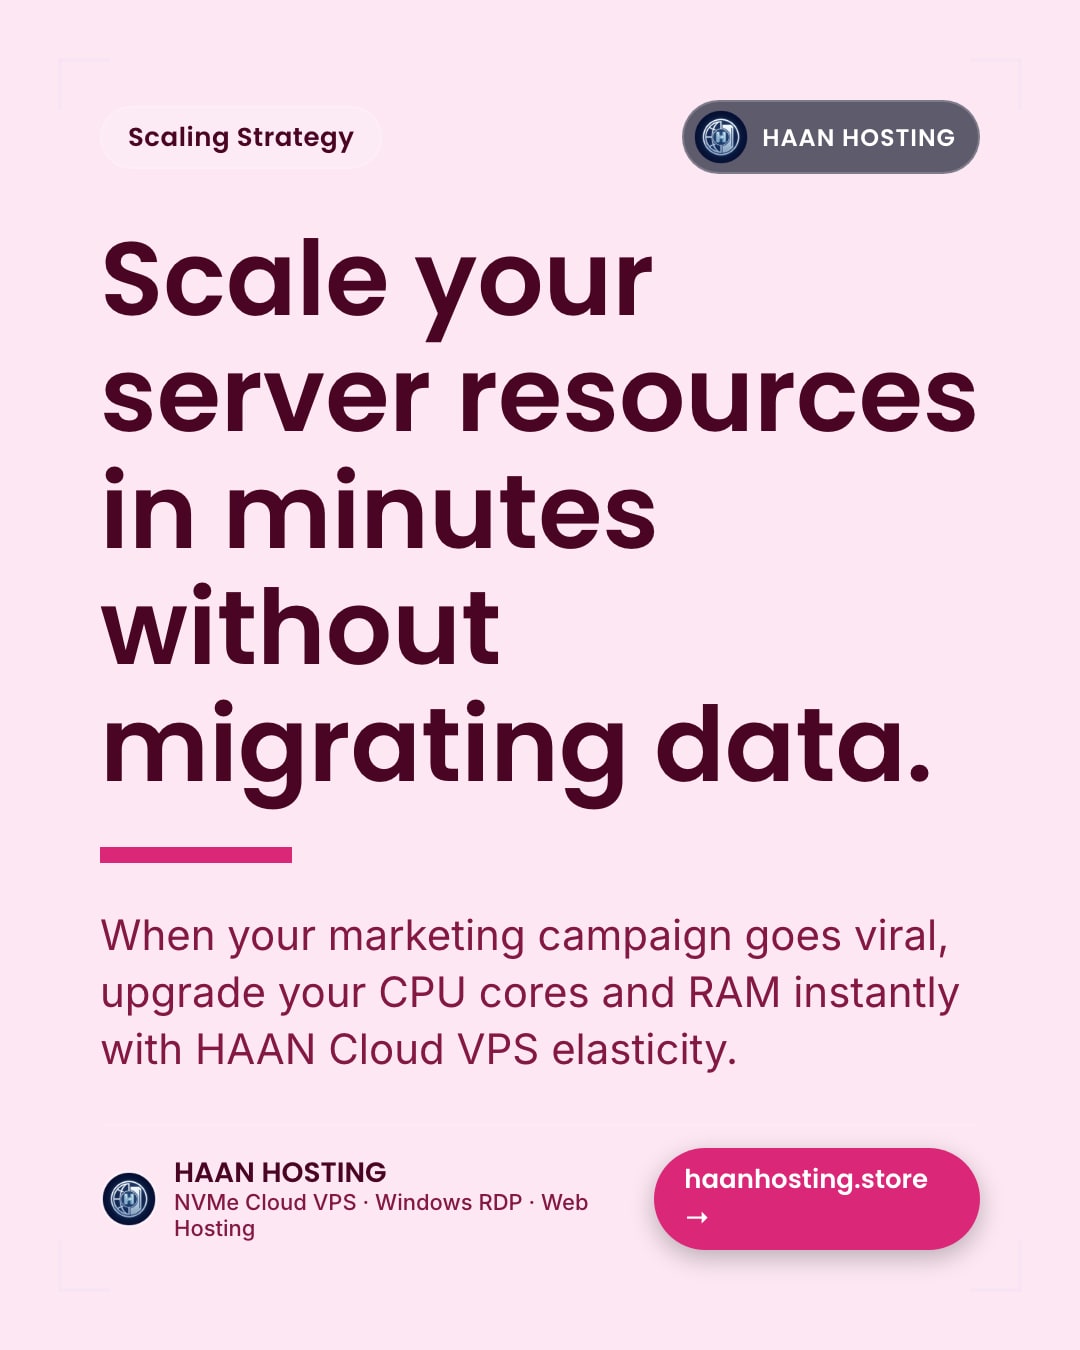 Scaling Strategy
HAAN HOSTING
Scale your
server resources
in minutes
without
migrating data.
When your marketing campaign goes viral,
upgrade your CPU cores and RAM instantly
with HAAN Cloud VPS elasticity.
HAAN HOSTING
NVMe Cloud VPS · Windows RDP · Web
Hosting
haanhosting.store
→